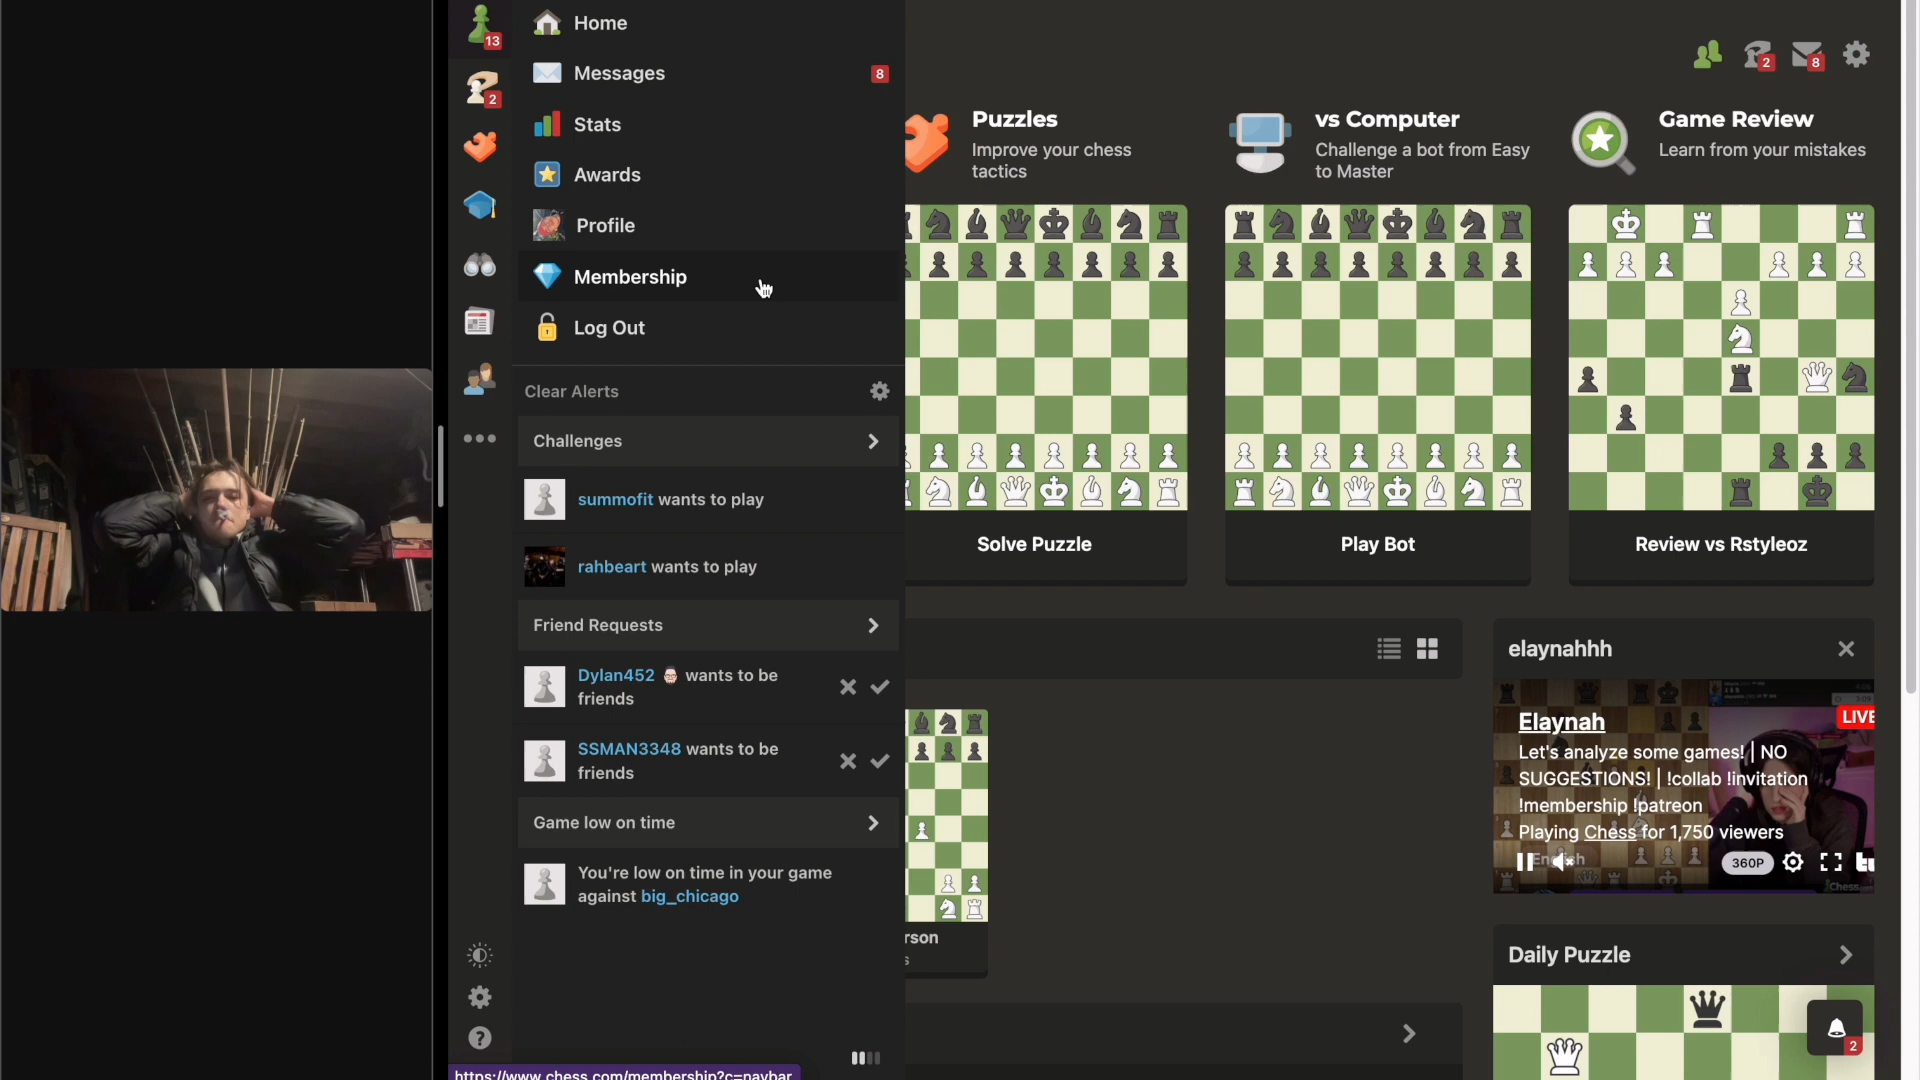 13
Home
2
Messages
8
Stats
Awards
Profile
Membership
Log Out
Clear Alerts
Challenges
summofit wants to play
rahbeart wants to play
Friend Requests
Dylan452 wants to be
friends
SSMAN3348 wants to be
friends
Game low on time
You're low on time in your game
against big_chicago
https://www.chess.com/membership?c=navbar
2
8
Puzzles
Improve your chess
tactics
vs Computer
Challenge a bot from Easy
to Master
Game Review
Learn from your mistakes
Solve Puzzle
Play Bot
Review vs Rstyleoz
rson
s
elaynahhh
Elaynah
LIVE
Let's analyze some games! | NO
SUGGESTIONS! | !collab !invitation
!membership !patreon
Playing Chess for 1,750 viewers
English
360P
Chess
Daily Puzzle
2